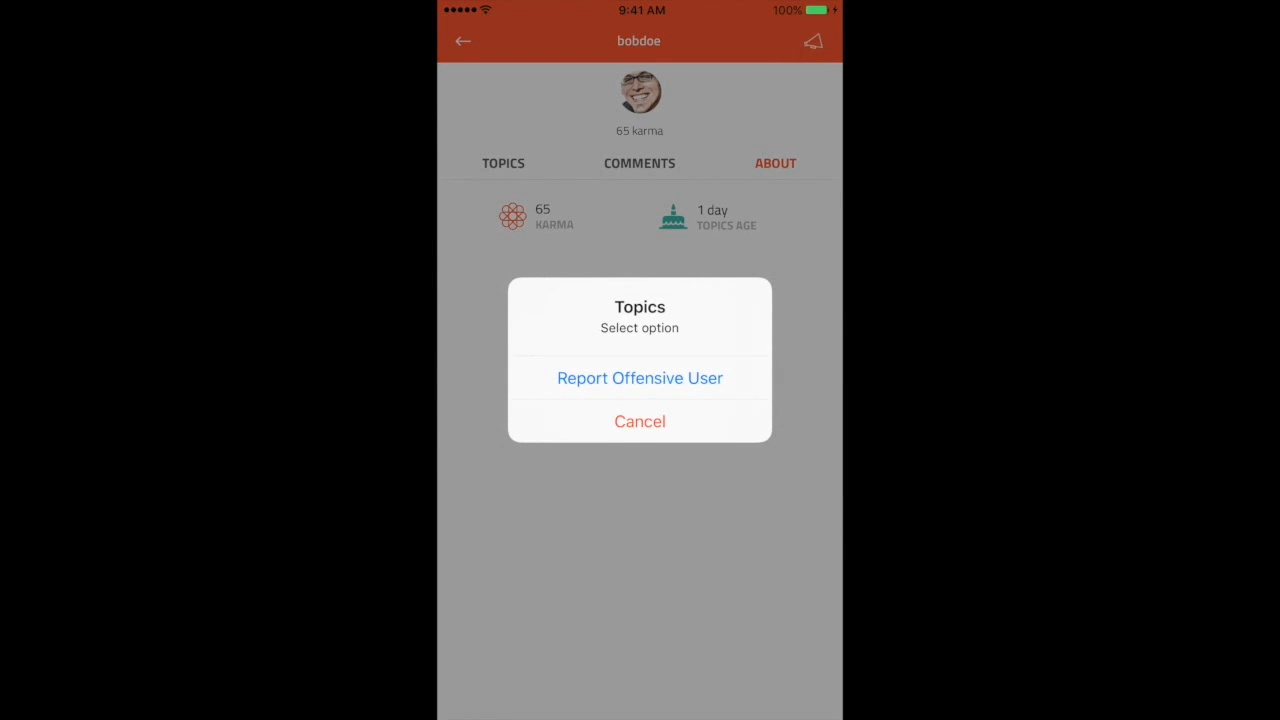 9:41 AM
100%
bobdoe
65 karma
TOPICS
COMMENTS
ABOUT
65
KARMA
1 day
TOPICS AGE
Topics
Select option
Report Offensive User
Cancel